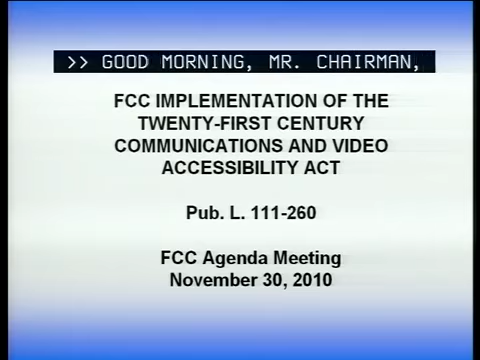 >> GOOD MORNING, MR. CHAIRMAN,
FCC IMPLEMENTATION OF THE
TWENTY-FIRST CENTURY
COMMUNICATIONS AND VIDEO
ACCESSIBILITY ACT
Pub. L. 111-260
FCC Agenda Meeting
November 30, 2010